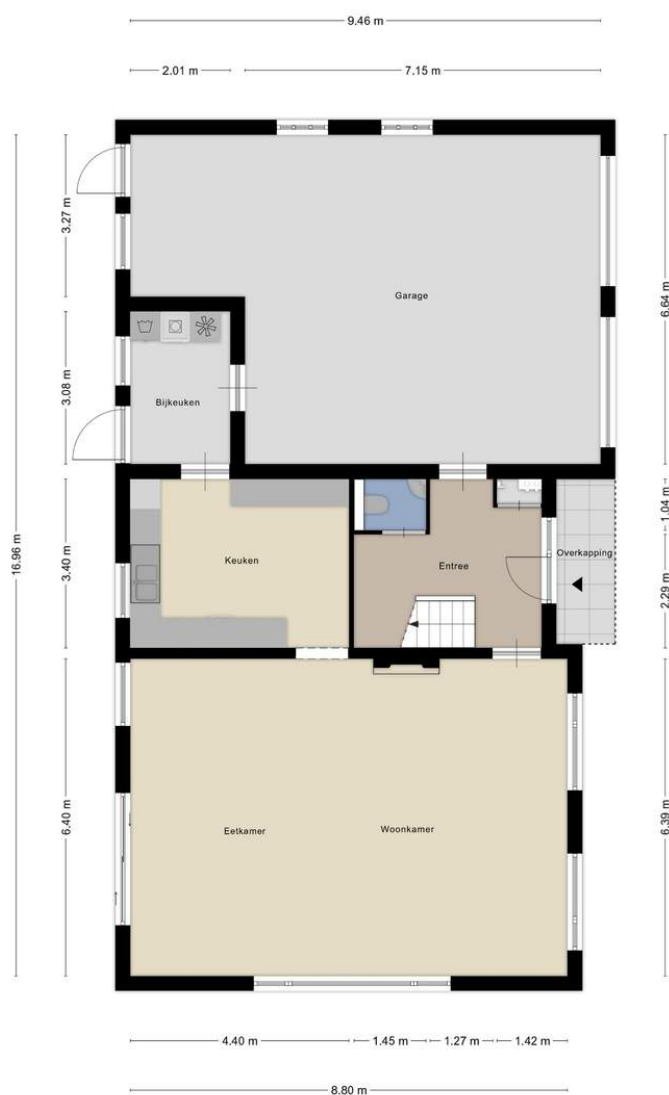 9.46 m
2.01 m
7.15 m
3.27 m
6.64 m
Garage
3.08 m
Bijkeuken
16.96 m
3.40 m
1.04 m
Keuken
Entree
Overkapping
2.29 m
6.40 m
Eetkamer
Woonkamer
6.39 m
4.40 m
1.45 m
1.27 m
1.42 m
8.80 m